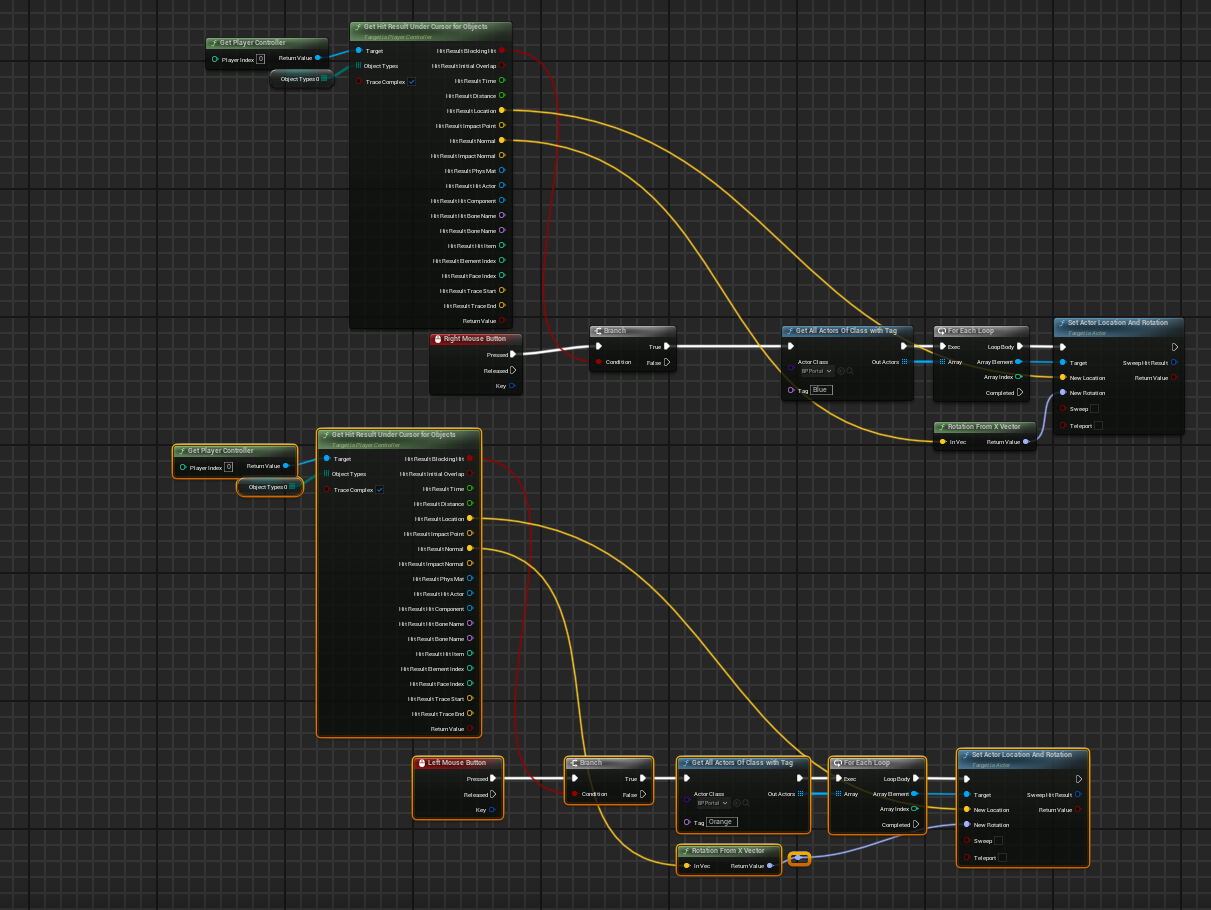 Get Player Controller
Player Index 0
Return Value
Object Types 0
Get Hit Result Under Cursor for Objects
Target is Player Controller
Target
Object Types
Trace Complex
Hit Result Blocking Hit
Hit Result Initial Overlap
Hit Result Time
Hit Result Distance
Hit Result Location
Hit Result Impact Point
Hit Result Normal
Hit Result Impact Normal
Hit Result Phys Mat
Hit Result Hit Actor
Hit Result Hit Component
Hit Result Hit Bone Name
Hit Result Bone Name
Hit Result Hit Item
Hit Result Element Index
Hit Result Face Index
Hit Result Trace Start
Hit Result Trace End
Return Value
Right Mouse Button
Pressed
Released
Key
Branch
True
Condition
False
Get All Actors Of Class with Tag
Actor Class
BP Portal
Out Actors
Tag Blue
For Each Loop
Exec
Loop Body
Array
Array Element
Array Index
Completed
Rotation From X Vector
In Vec
Return Value
Set Actor Location And Rotation
Target is Actor
Target
Sweep Hit Result
New Location
Return Value
New Rotation
Sweep
Teleport
Get Player Controller
Player Index 0
Return Value
Object Types 0
Get Hit Result Under Cursor for Objects
Target is Player Controller
Target
Object Types
Trace Complex
Hit Result Blocking Hit
Hit Result Initial Overlap
Hit Result Time
Hit Result Distance
Hit Result Location
Hit Result Impact Point
Hit Result Normal
Hit Result Impact Normal
Hit Result Phys Mat
Hit Result Hit Actor
Hit Result Hit Component
Hit Result Hit Bone Name
Hit Result Bone Name
Hit Result Hit Item
Hit Result Element Index
Hit Result Face Index
Hit Result Trace Start
Hit Result Trace End
Return Value
Left Mouse Button
Pressed
Released
Key
Branch
True
Condition
False
Get All Actors Of Class with Tag
Actor Class
BP Portal
Out Actors
Tag Orange
For Each Loop
Exec
Loop Body
Array
Array Element
Array Index
Completed
Rotation From X Vector
In Vec
Return Value
Set Actor Location And Rotation
Target is Actor
Target
Sweep Hit Result
New Location
Return Value
New Rotation
Sweep
Teleport